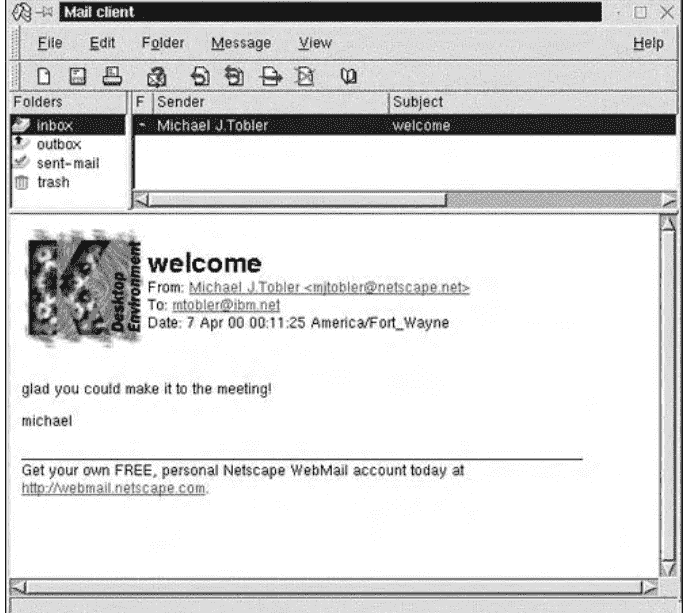 Mail client
File Edit Folder Message View Help
Folders F Sender Subject
inbox - Michael J.Tobler welcome
outbox
sent-mail
trash
K Desktop Environment
welcome
From: Michael J.Tobler <mjtobler@netscape.net>
To: mtobler@ibm.net
Date: 7 Apr 00 00:11:25 America/Fort_Wayne
glad you could make it to the meeting!
michael
Get your own FREE, personal Netscape WebMail account today at
http://webmail.netscape.com.